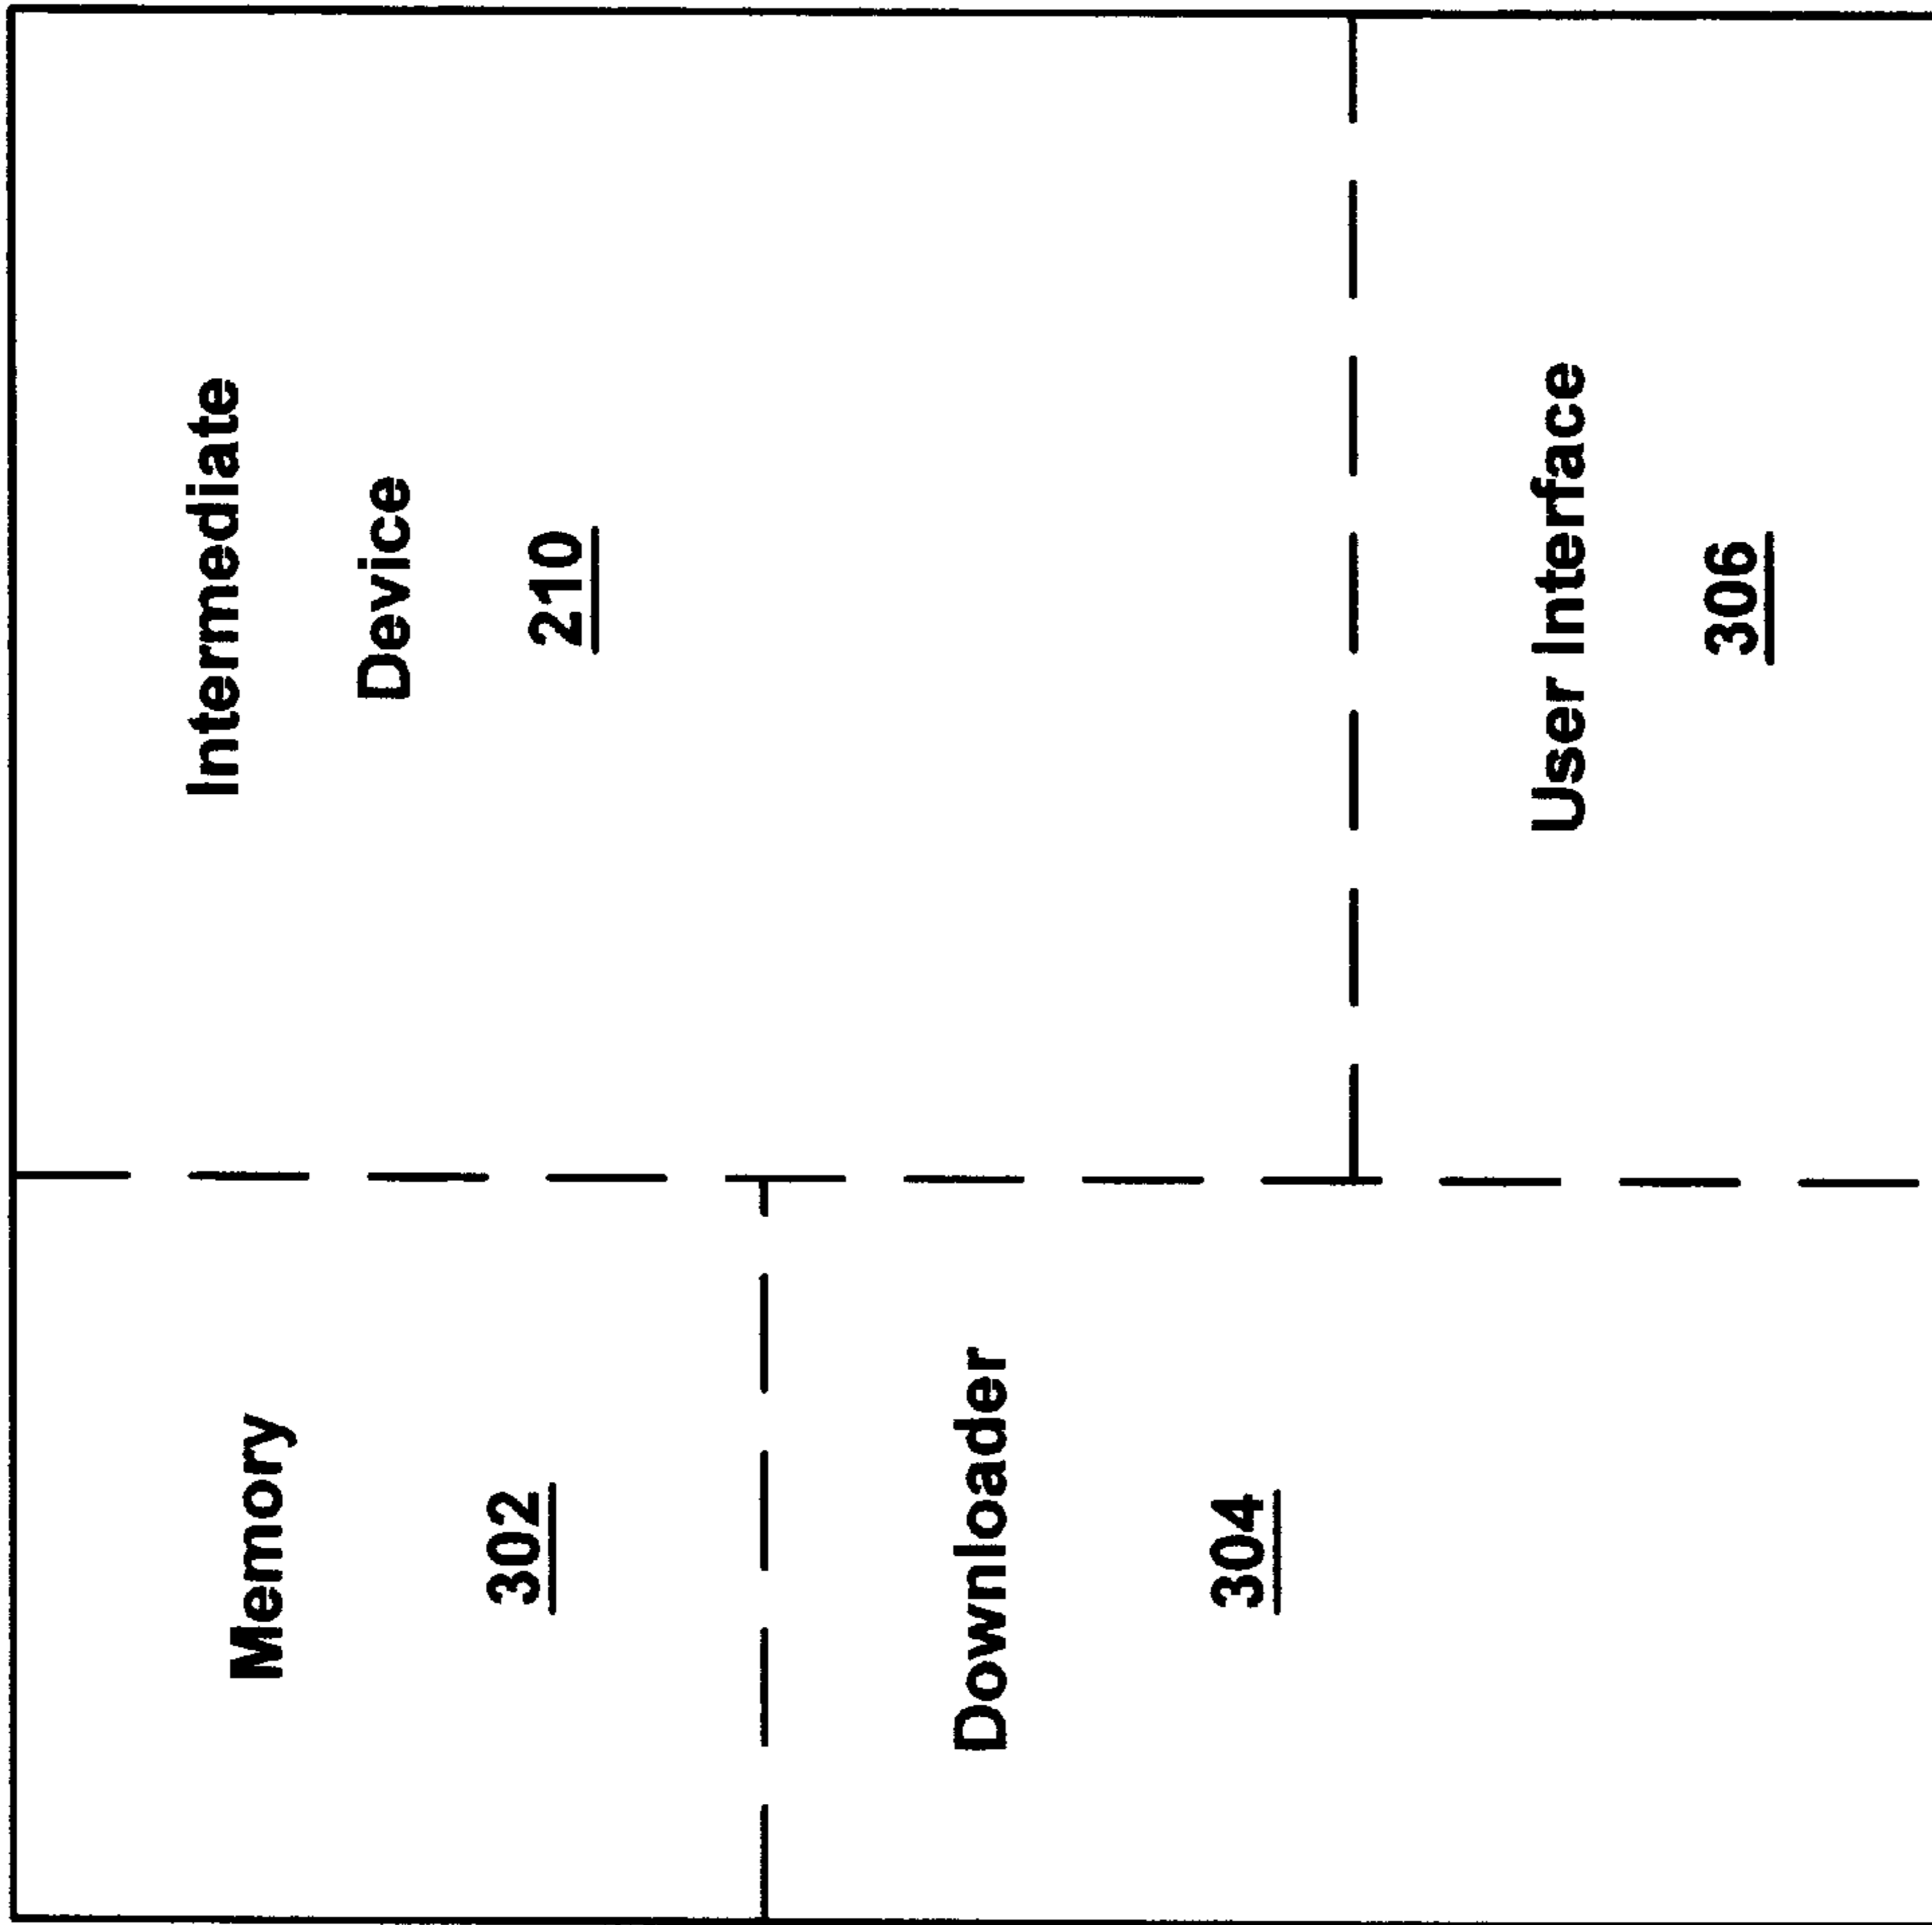 Memory
302
Intermediate
Device
210
Downloader
304
User Interface
306